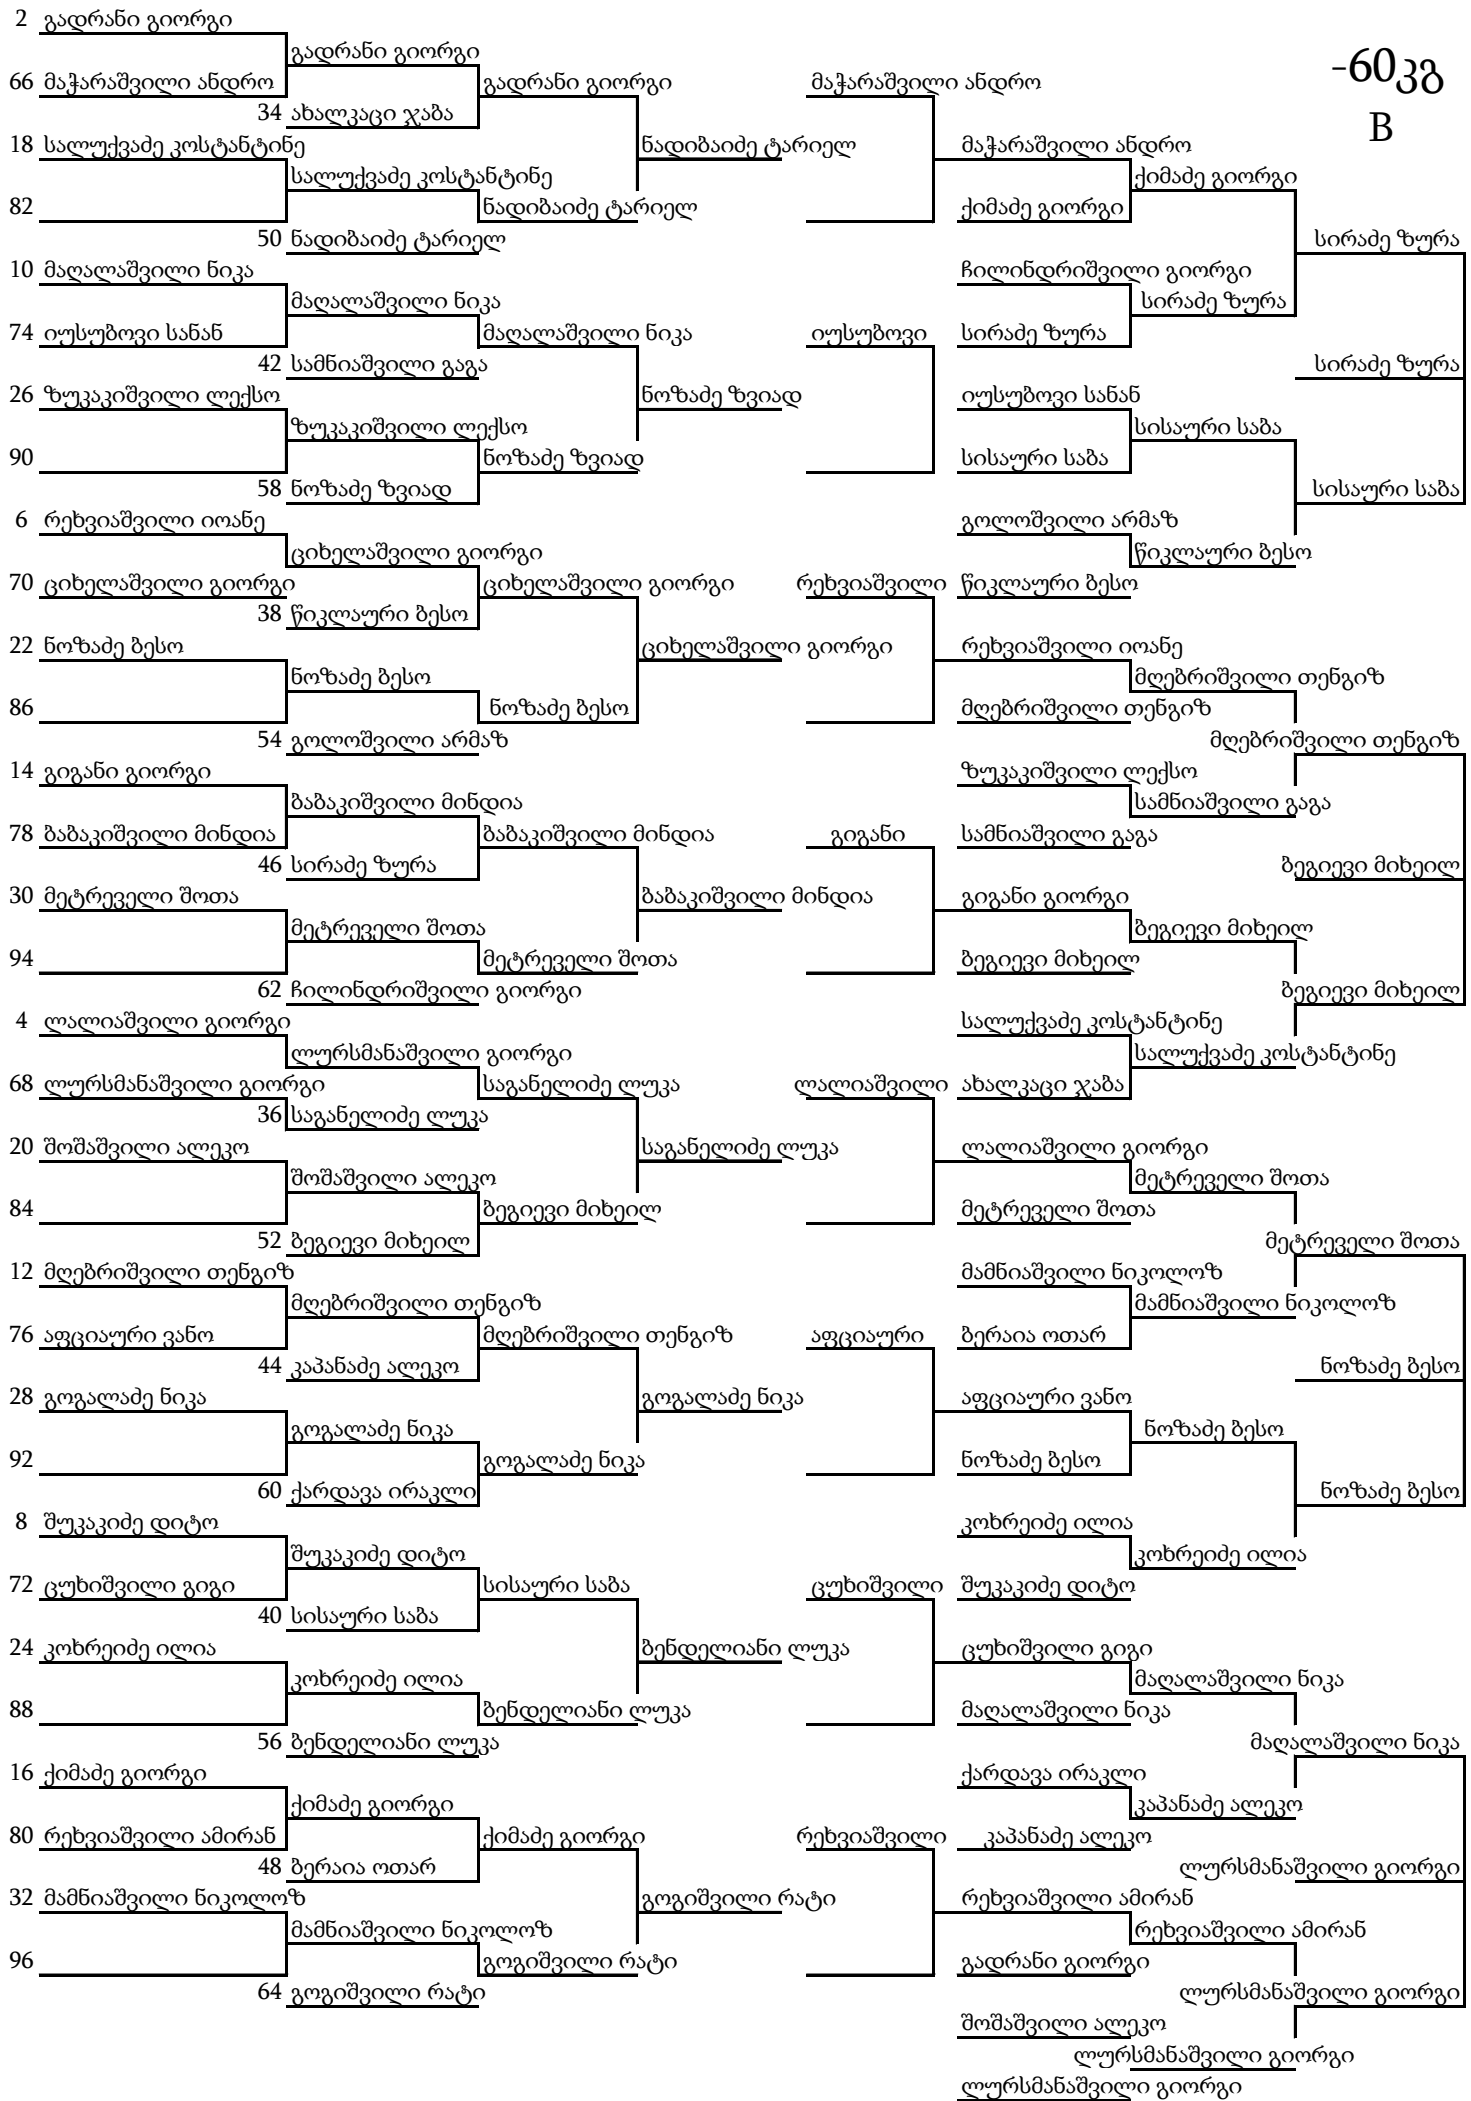 2 გადრანი გიორგი
გადრანი გიორგი
-60კგ
66 მაჭარაშვილი ანდრო
გადრანი გიორგი
მაჭარაშვილი ანდრო
34 ახალკაცი ჯაბა
B
18 სალუქვაძე კოსტანტინე
ნადიბაიძე ტარიელ
მაჭარაშვილი ანდრო
სალუქვაძე კოსტანტინე
ქიმაძე გიორგი
82
ნადიბაიძე ტარიელ
ქიმაძე გიორგი
50 ნადიბაიძე ტარიელ
სირაძე ზურა
10 მაღალაშვილი ნიკა
ჩილინდრიშვილი გიორგი
მაღალაშვილი ნიკა
სირაძე ზურა
74 იუსუბოვი სანან
მაღალაშვილი ნიკა
იუსუბოვი
სირაძე ზურა
42 სამნიაშვილი გაგა
სირაძე ზურა
26 ზუკაკიშვილი ლექსო
ნოზაძე ზვიად
იუსუბოვი სანან
ზუკაკიშვილი ლექსო
სისაური საბა
90
ნოზაძე ზვიად
სისაური საბა
58 ნოზაძე ზვიად
სისაური საბა
6 რეხვიაშვილი იოანე
გოლოშვილი არმაზ
ციხელაშვილი გიორგი
წიკლაური ბესო
70 ციხელაშვილი გიორგი
ციხელაშვილი გიორგი
რეხვიაშვილი
წიკლაური ბესო
38 წიკლაური ბესო
22 ნოზაძე ბესო
ციხელაშვილი გიორგი
რეხვიაშვილი იოანე
ნოზაძე ბესო
მღებრიშვილი თენგიზ
86
ნოზაძე ბესო
მღებრიშვილი თენგიზ
54 გოლოშვილი არმაზ
მღებრიშვილი თენგიზ
14 გიგანი გიორგი
ზუკაკიშვილი ლექსო
ბაბაკიშვილი მინდია
სამნიაშვილი გაგა
78 ბაბაკიშვილი მინდია
ბაბაკიშვილი მინდია
გიგანი
სამნიაშვილი გაგა
46 სირაძე ზურა
ბეგიევი მიხეილ
30 მეტრეველი შოთა
ბაბაკიშვილი მინდია
გიგანი გიორგი
მეტრეველი შოთა
ბეგიევი მიხეილ
94
მეტრეველი შოთა
ბეგიევი მიხეილ
62 ჩილინდრიშვილი გიორგი
ბეგიევი მიხეილ
4 ლალიაშვილი გიორგი
სალუქვაძე კოსტანტინე
ლურსმანაშვილი გიორგი
სალუქვაძე კოსტანტინე
68 ლურსმანაშვილი გიორგი
საგანელიძე ლუკა
ლალიაშვილი
ახალკაცი ჯაბა
36 საგანელიძე ლუკა
20 შოშაშვილი ალეკო
საგანელიძე ლუკა
ლალიაშვილი გიორგი
შოშაშვილი ალეკო
მეტრეველი შოთა
84
ბეგიევი მიხეილ
მეტრეველი შოთა
52 ბეგიევი მიხეილ
მეტრეველი შოთა
12 მღებრიშვილი თენგიზ
მამნიაშვილი ნიკოლოზ
მღებრიშვილი თენგიზ
მამნიაშვილი ნიკოლოზ
76 აფციაური ვანო
მღებრიშვილი თენგიზ
აფციაური
ბერაია ოთარ
44 კაპანაძე ალეკო
ნოზაძე ბესო
28 გოგალაძე ნიკა
გოგალაძე ნიკა
აფციაური ვანო
გოგალაძე ნიკა
ნოზაძე ბესო
92
გოგალაძე ნიკა
ნოზაძე ბესო
60 ქარდავა ირაკლი
ნოზაძე ბესო
8 შუკაკიძე დიტო
კოხრეიძე ილია
შუკაკიძე დიტო
კოხრეიძე ილია
72 ცუხიშვილი გიგი
სისაური საბა
ცუხიშვილი
შუკაკიძე დიტო
40 სისაური საბა
24 კოხრეიძე ილია
ბენდელიანი ლუკა
ცუხიშვილი გიგი
კოხრეიძე ილია
მაღალაშვილი ნიკა
88
ბენდელიანი ლუკა
მაღალაშვილი ნიკა
56 ბენდელიანი ლუკა
მაღალაშვილი ნიკა
16 ქიმაძე გიორგი
ქარდავა ირაკლი
ქიმაძე გიორგი
კაპანაძე ალეკო
80 რეხვიაშვილი ამირან
ქიმაძე გიორგი
რეხვიაშვილი
კაპანაძე ალეკო
48 ბერაია ოთარ
ლურსმანაშვილი გიორგი
32 მამნიაშვილი ნიკოლოზ
გოგიშვილი რატი
რეხვიაშვილი ამირან
მამნიაშვილი ნიკოლოზ
რეხვიაშვილი ამირან
96
გოგიშვილი რატი
გადრანი გიორგი
64 გოგიშვილი რატი
ლურსმანაშვილი გიორგი
შოშაშვილი ალეკო
ლურსმანაშვილი გიორგი
ლურსმანაშვილი გიორგი